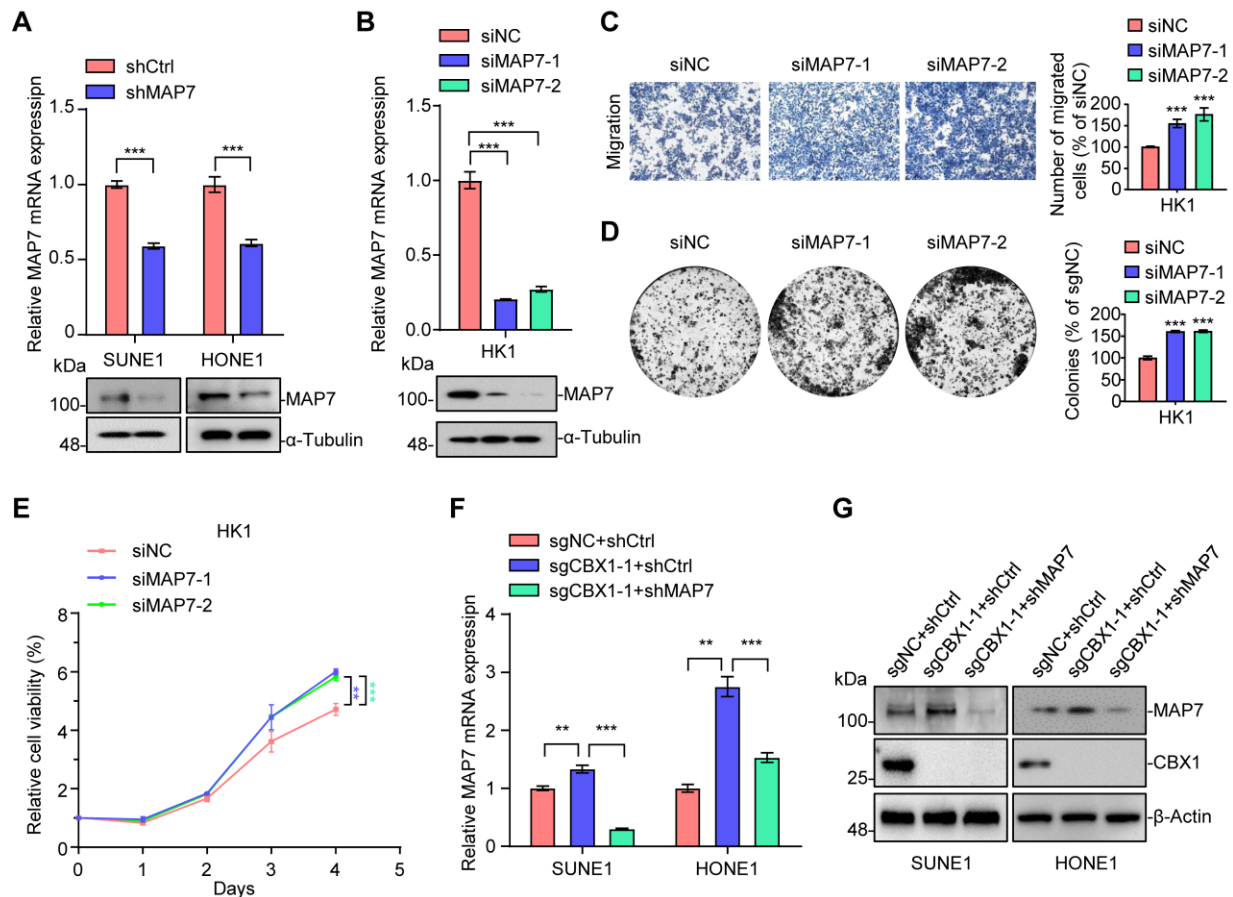 A
shCtrl
shMAP7
Relative MAP7 mRNA expressipn
1.5
1.0
0.5
0
***
***
SUNE1
HONE1
kDa
100-
48-
-MAP7
-α-Tubulin
B
siNC
siMAP7-1
siMAP7-2
Relative MAP7 mRNA expressipn
1.5
1.0
0.5
0.0
***
***
HK1
kDa
100-
48-
-MAP7
-α-Tubulin
C
siNC
siMAP7-1
siMAP7-2
Migration
siNC
siMAP7-1
siMAP7-2
Number of migrated
cells (% of siNC)
200
150
100
50
0
***
***
HK1
D
siNC
siMAP7-1
siMAP7-2
siNC
siMAP7-1
siMAP7-2
Colonies (% of sgNC)
200
150
100
50
0
***
***
HK1
E
HK1
siNC
siMAP7-1
siMAP7-2
Relative cell viability (%)
8
6
4
2
0
**
***
0 1 2 3 4 5
Days
F
sgNC+shCtrl
sgCBX1-1+shCtrl
sgCBX1-1+shMAP7
Relative MAP7 mRNA expressipn
4
3
2
1
0
**
***
**
***
SUNE1
HONE1
G
sgNC+shCtrl
sgCBX1-1+shCtrl
sgCBX1-1+shMAP7
sgNC+shCtrl
sgCBX1-1+shCtrl
sgCBX1-1+shMAP7
kDa
100-
25-
48-
-MAP7
-CBX1
-β-Actin
SUNE1
HONE1